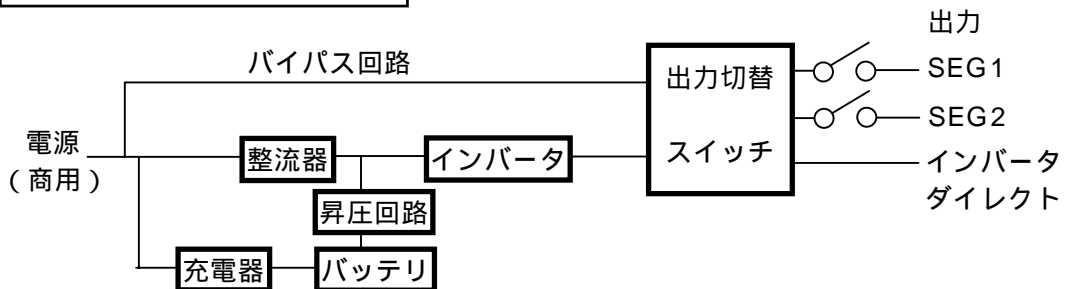 出力
バイパス回路
出力切替
スイッチ
SEG1
SEG2
インバータ
ダイレクト
電源
(商用)
整流器
インバータ
昇圧回路
充電器
バッテリ